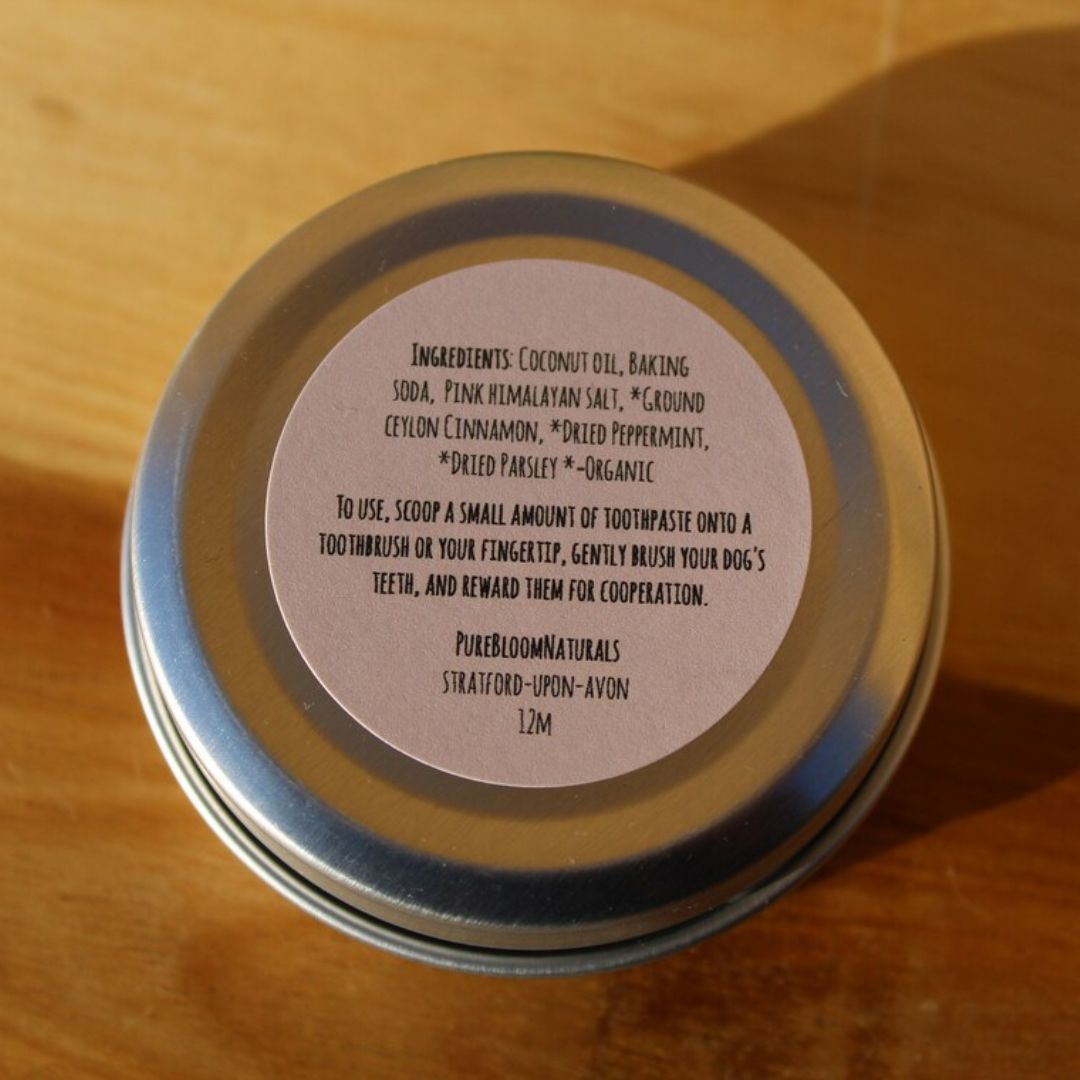 Ingredients: Coconut oil, Baking
soda, Pink himalayan salt, *Ground
ceylon Cinnamon, *Dried Peppermint,
*Dried Parsley *-Organic
To use, scoop a small amount of toothpaste onto a
toothbrush or your fingertip, gently brush your dog's
teeth, and reward them for cooperation.
PureBloomNaturals
stratford-upon-avon
12m